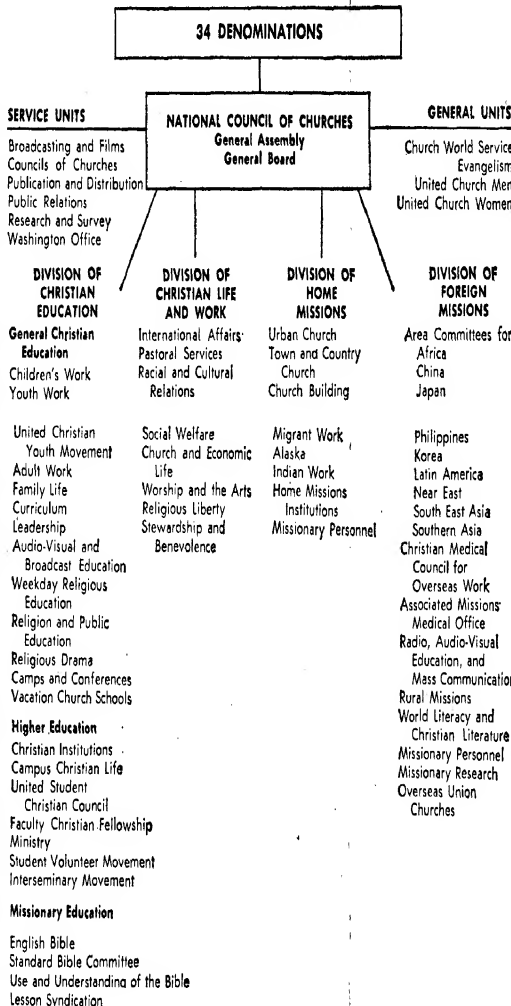 34 DENOMINATIONS
NATIONAL COUNCIL OF CHURCHES
General Assembly
General Board
SERVICE UNITS
Broadcasting and Films
Councils of Churches
Publication and Distribution
Public Relations
Research and Survey
Washington Office
GENERAL UNITS
Church World Service
Evangelism
United Church Men
United Church Women
DIVISION OF
CHRISTIAN
EDUCATION
General Christian
Education
Children's Work
Youth Work
United Christian
Youth Movement
Adult Work
Family Life
Curriculum
Leadership
Audio-Visual and
Broadcast Education
Weekday Religious
Education
Religion and Public
Education
Religious Drama
Camps and Conferences
Vacation Church Schools
Higher Education
Christian Institutions
Campus Christian Life
United Student
Christian Council
Faculty Christian Fellowship
Ministry
Student Volunteer Movement
Interseminary Movement
Missionary Education
English Bible
Standard Bible Committee
Use and Understanding of the Bible
Lesson Syndication
DIVISION OF
CHRISTIAN LIFE
AND WORK
International Affairs
Pastoral Services
Racial and Cultural
Relations
Social Welfare
Church and Economic
Life
Worship and the Arts
Religious Liberty
Stewardship and
Benevolence
DIVISION OF
HOME
MISSIONS
Urban Church
Town and Country
Church
Church Building
Migrant Work
Alaska
Indian Work
Home Missions
Institutions
Missionary Personnel
DIVISION OF
FOREIGN
MISSIONS
Area Committees for
Africa
China
Japan
Philippines
Korea
Latin America
Near East
South East Asia
Southern Asia
Christian Medical
Council for
Overseas Work
Associated Missions
Medical Office
Radio, Audio-Visual
Education, and
Mass Communication
Rural Missions
World Literacy and
Christian Literature
Missionary Personnel
Missionary Research
Overseas Union
Churches